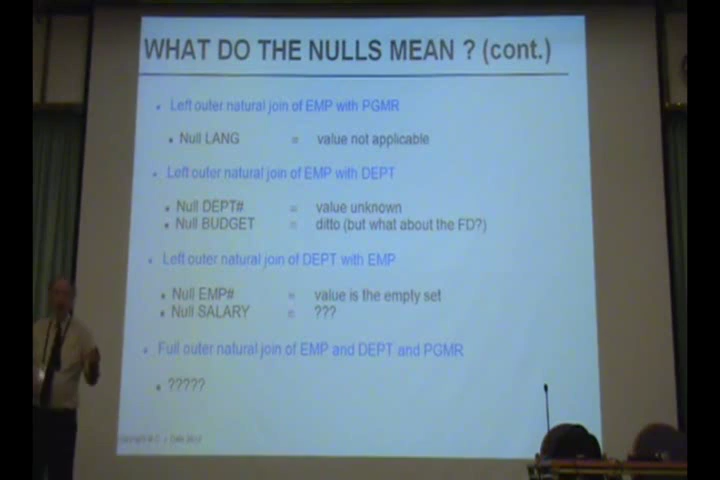 WHAT DO THE NULLS MEAN ? (cont.)
• Left outer natural join of EMP with PGMR
• Null LANG = value not applicable
• Left outer natural join of EMP with DEPT
• Null DEPT# = value unknown
• Null BUDGET = ditto (but what about the FD?)
• Left outer natural join of DEPT with EMP
• Null EMP# = value is the empty set
• Null SALARY = ???
• Full outer natural join of EMP and DEPT and PGMR
• ?????